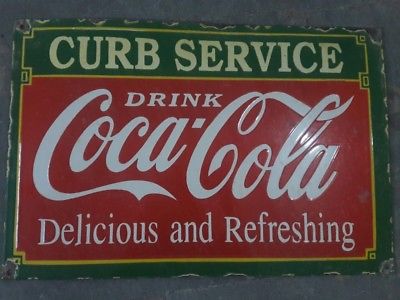 CURB SERVICE
DRINK
Coca-Cola
Delicious and Refreshing